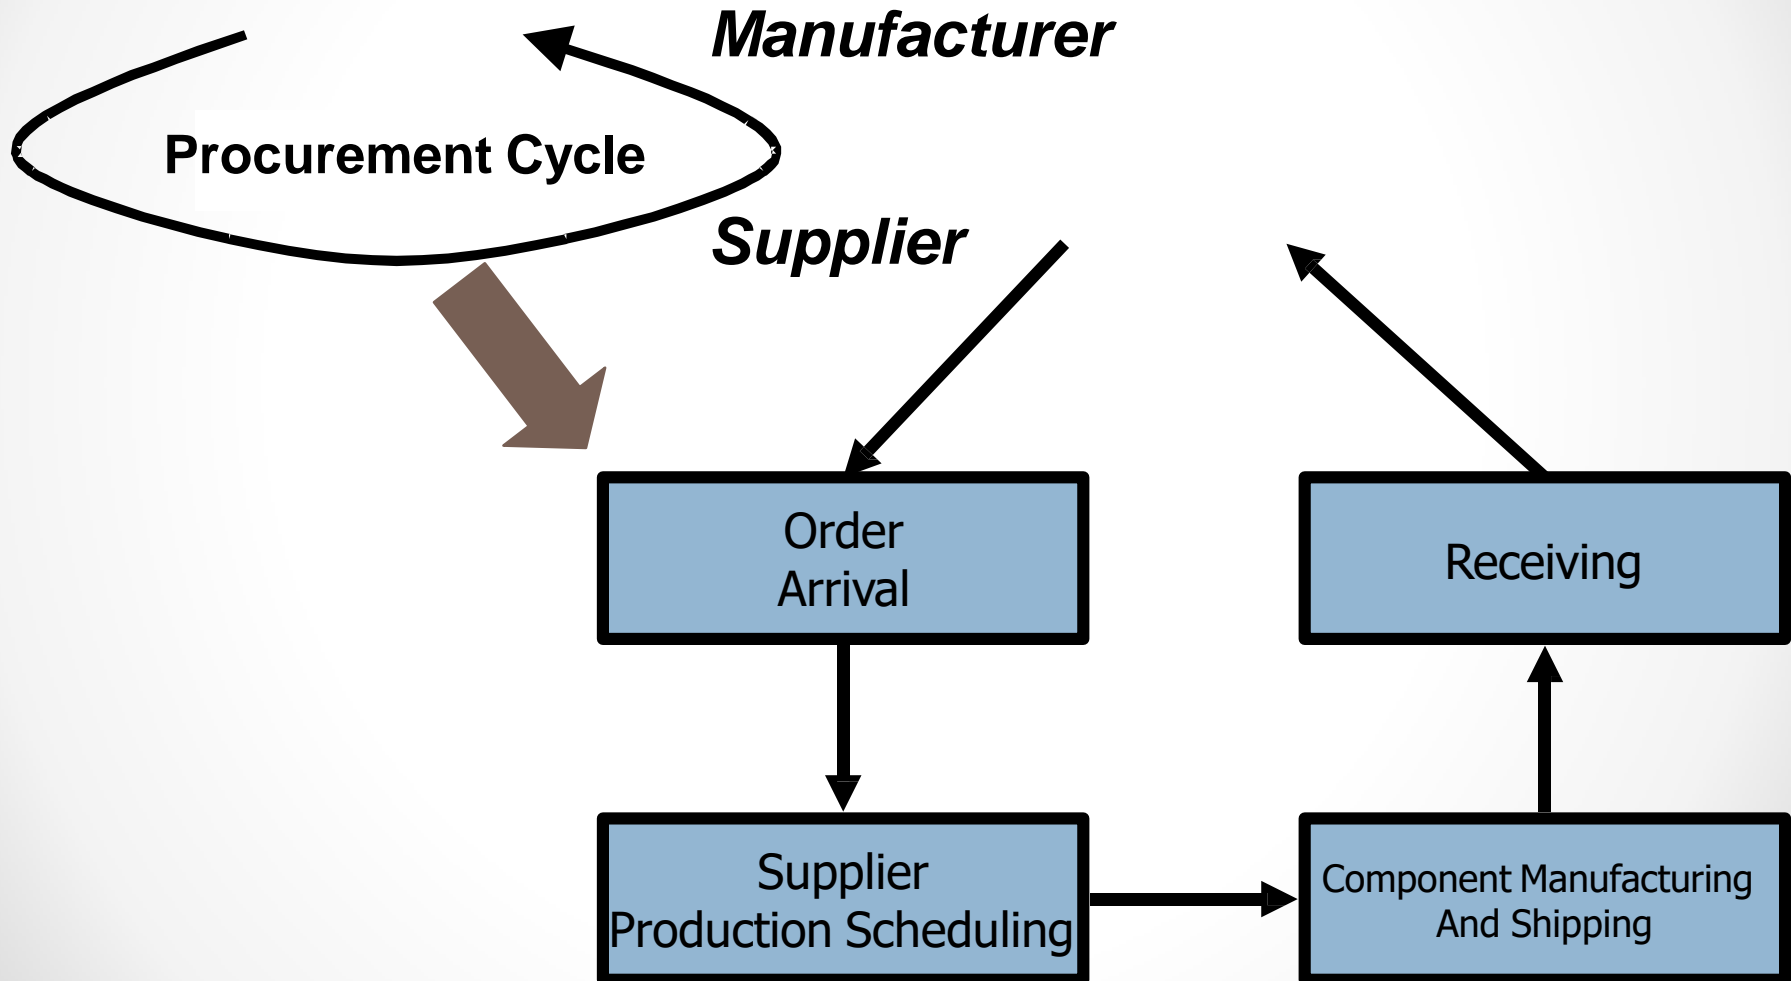 Manufacturer
Procurement Cycle
Supplier
Order
Arrival
Receiving
Supplier
Production Scheduling
Component Manufacturing
And Shipping